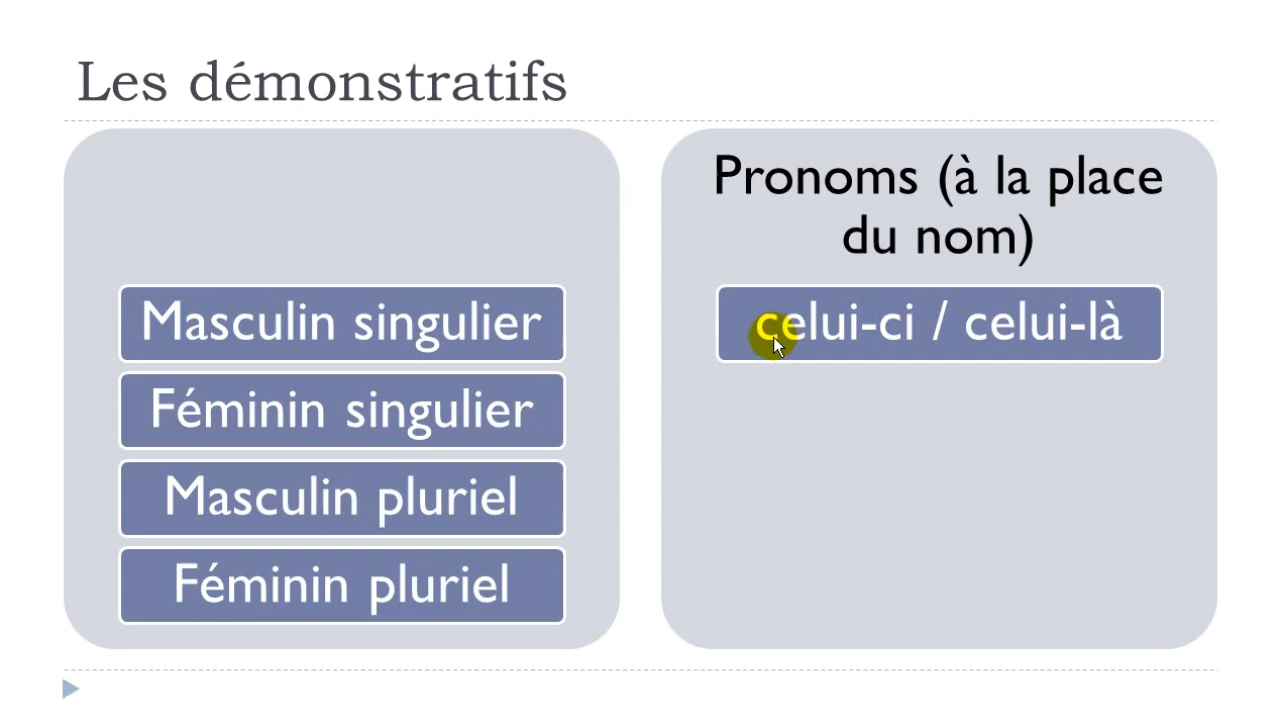 Les démonstratifs
Masculin singulier
Féminin singulier
Masculin pluriel
Féminin pluriel
Pronoms (à la place
du nom)
celui-ci / celui-là